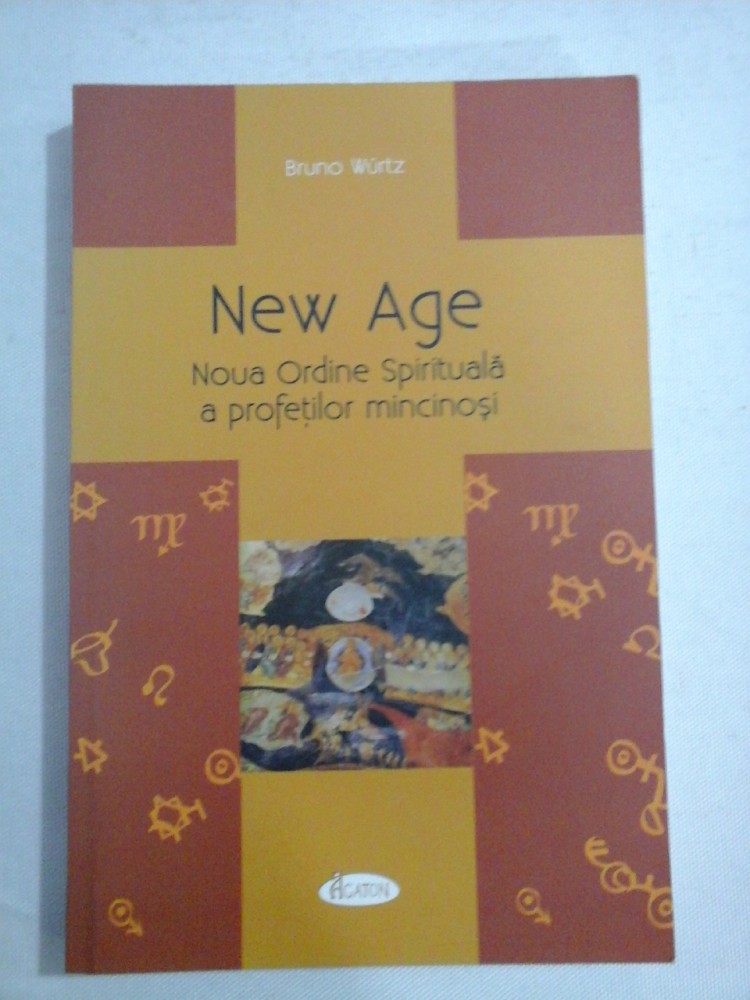 Bruno Würtz
New Age
Noua Ordine Spirituală
a profeților mincinoși
AGATON